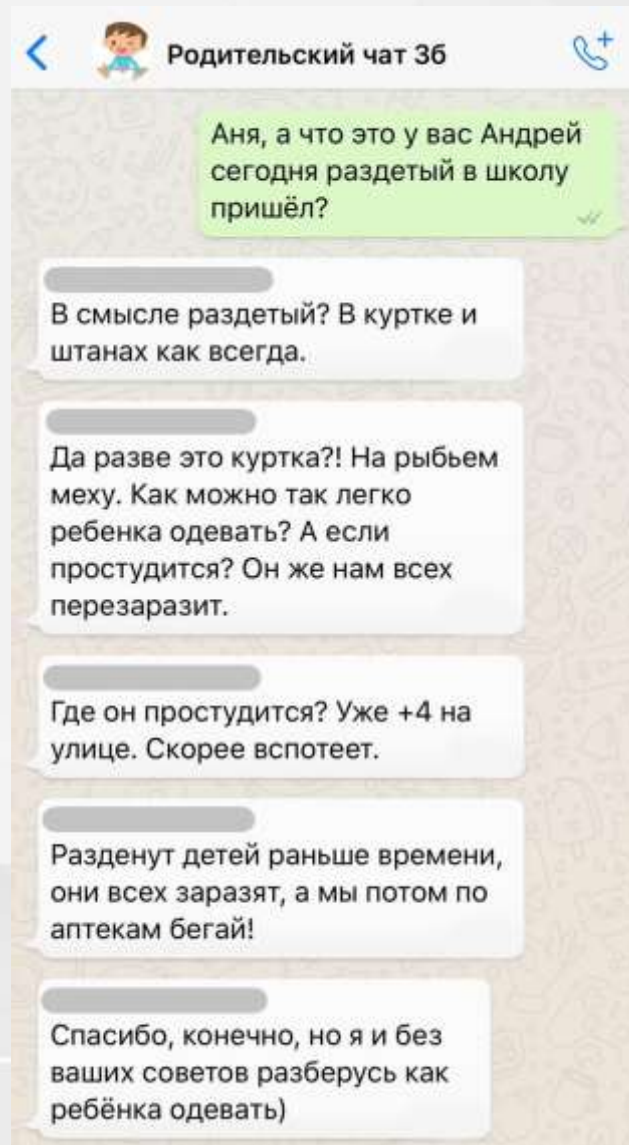 Родительский чат 3б
Аня, а что это у вас Андрей
сегодня раздетый в школу
пришёл?
В смысле раздетый? В куртке и
штанах как всегда.
Да разве это куртка?! На рыбьем
меху. Как можно так легко
ребенка одевать? А если
простудится? Он же нам всех
перезаразит.
Где он простудится? Уже +4 на
улице. Скорее вспотеет.
Разденут детей раньше времени,
они всех заразят, а мы потом по
аптекам бегай!
Спасибо, конечно, но я и без
ваших советов разберусь как
ребёнка одевать)